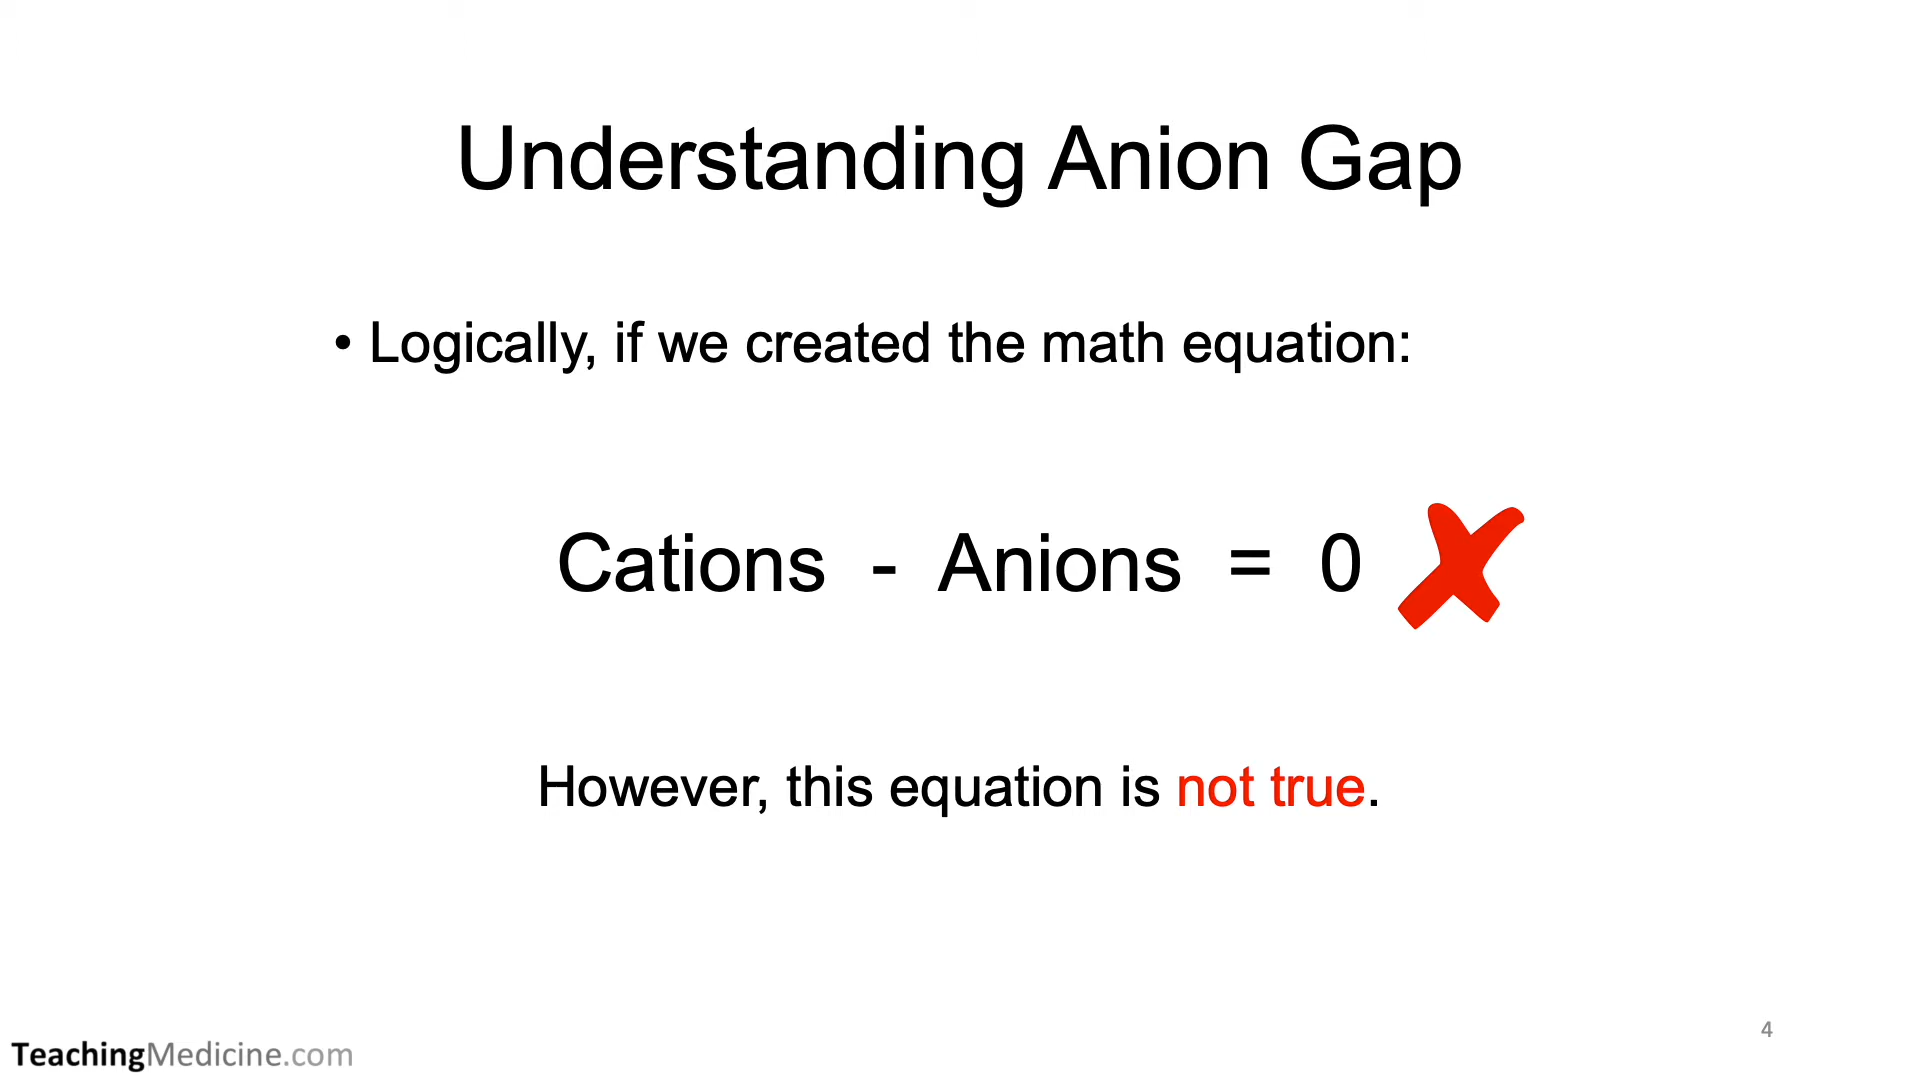 Understanding Anion Gap
• Logically, if we created the math equation:
Cations - Anions = 0
However, this equation is not true.
4
TeachingMedicine.com